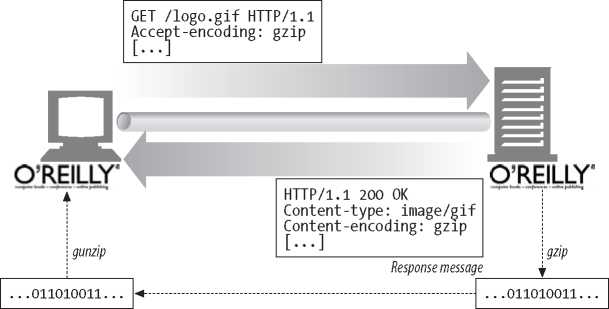 GET /logo.gif HTTP/1.1
Accept-encoding: gzip
[...]
O'REILLY®
computer books — conferences — online publishing
O'REILLY®
computer books — conferences — online publishing
HTTP/1.1 200 OK
Content-type: image/gif
Content-encoding: gzip
[...]
gunzip
gzip
Response message
...011010011...
...011010011...